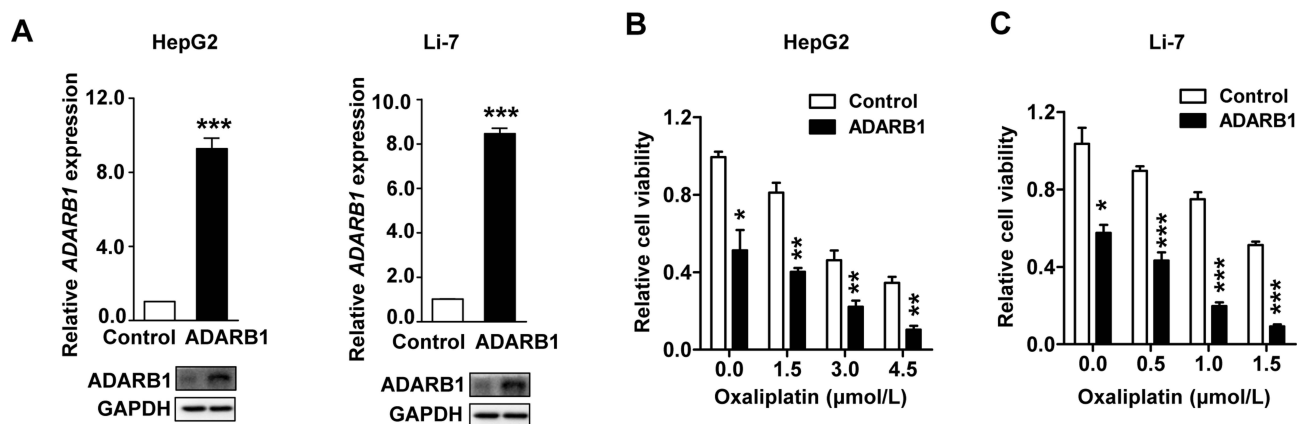 A
HepG2
Relative ADARB1 expression
12.0
8.0
4.0
0.0
***
Control ADARB1
ADARB1
GAPDH
Li-7
Relative ADARB1 expression
10.0
8.0
6.0
4.0
2.0
0.0
***
Control ADARB1
ADARB1
GAPDH
B
HepG2
Control
ADARB1
Relative cell viability
1.2
0.8
0.4
0.0
*
**
**
**
0.0 1.5 3.0 4.5
Oxaliplatin (μmol/L)
C
Li-7
Control
ADARB1
Relative cell viability
1.2
0.8
0.4
0.0
*
***
***
***
0.0 0.5 1.0 1.5
Oxaliplatin (μmol/L)